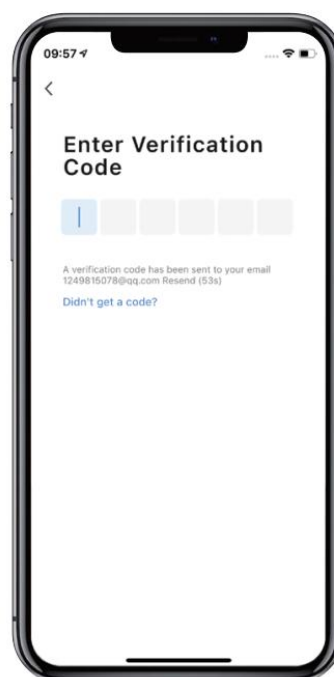 09:57
Enter Verification
Code
A verification code has been sent to your email
1249815078@qq.com Resend (53s)
Didn't get a code?